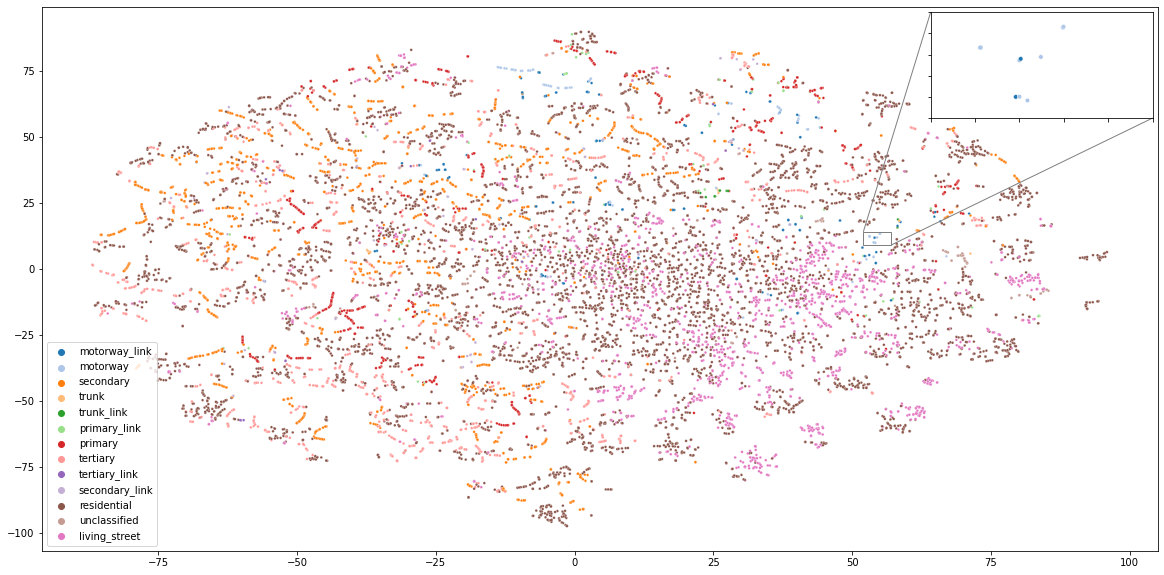 75
50
25
0
−25
−50
−75
−100
motorway_link
motorway
secondary
trunk
trunk_link
primary_link
primary
tertiary
tertiary_link
secondary_link
residential
unclassified
living_street
−75
−50
−25
0
25
50
75
100